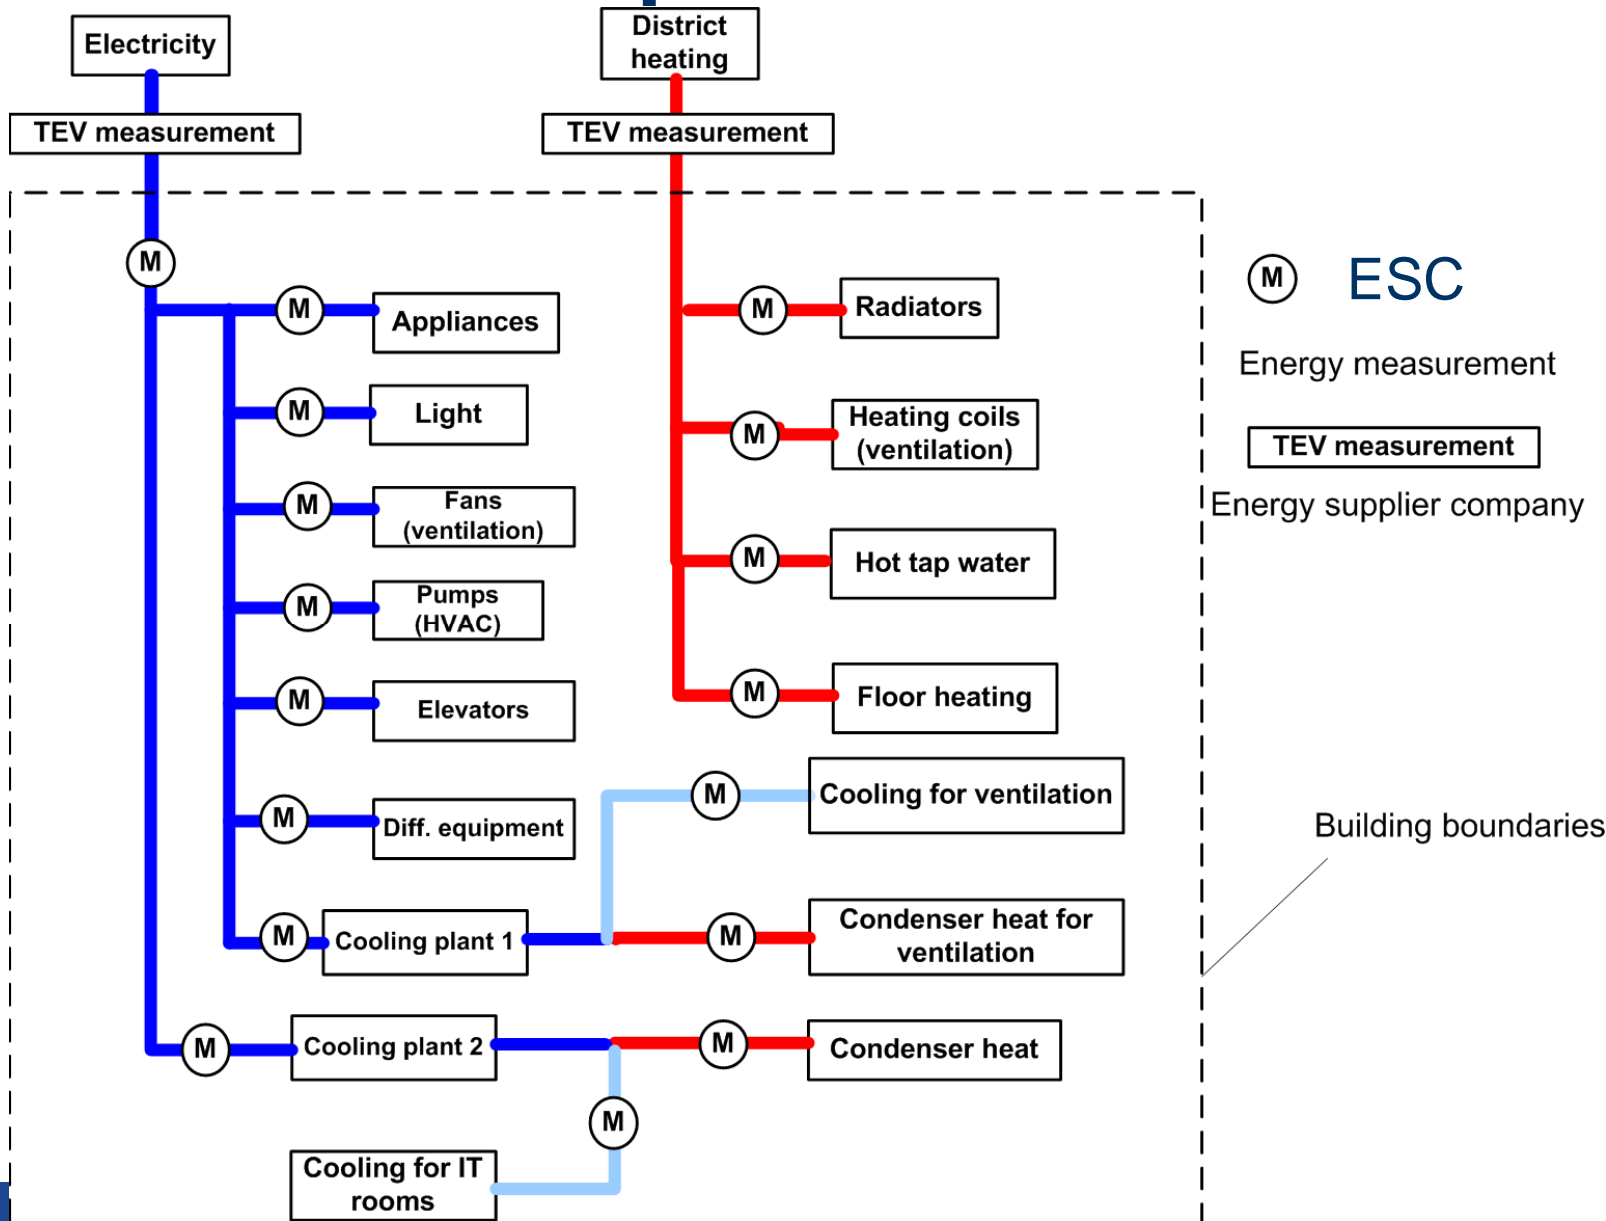 Electricity
District
heating
TEV measurement
TEV measurement
M
M
ESC
M
Appliances
M
Radiators
Energy measurement
M
Light
M
Heating coils
(ventilation)
TEV measurement
Energy supplier company
M
Fans
(ventilation)
M
Hot tap water
M
Pumps
(HVAC)
M
Elevators
M
Floor heating
M
Cooling for ventilation
M
Diff. equipment
Building boundaries
M
Cooling plant 1
M
Condenser heat for
ventilation
M
Cooling plant 2
M
Condenser heat
M
Cooling for IT
rooms